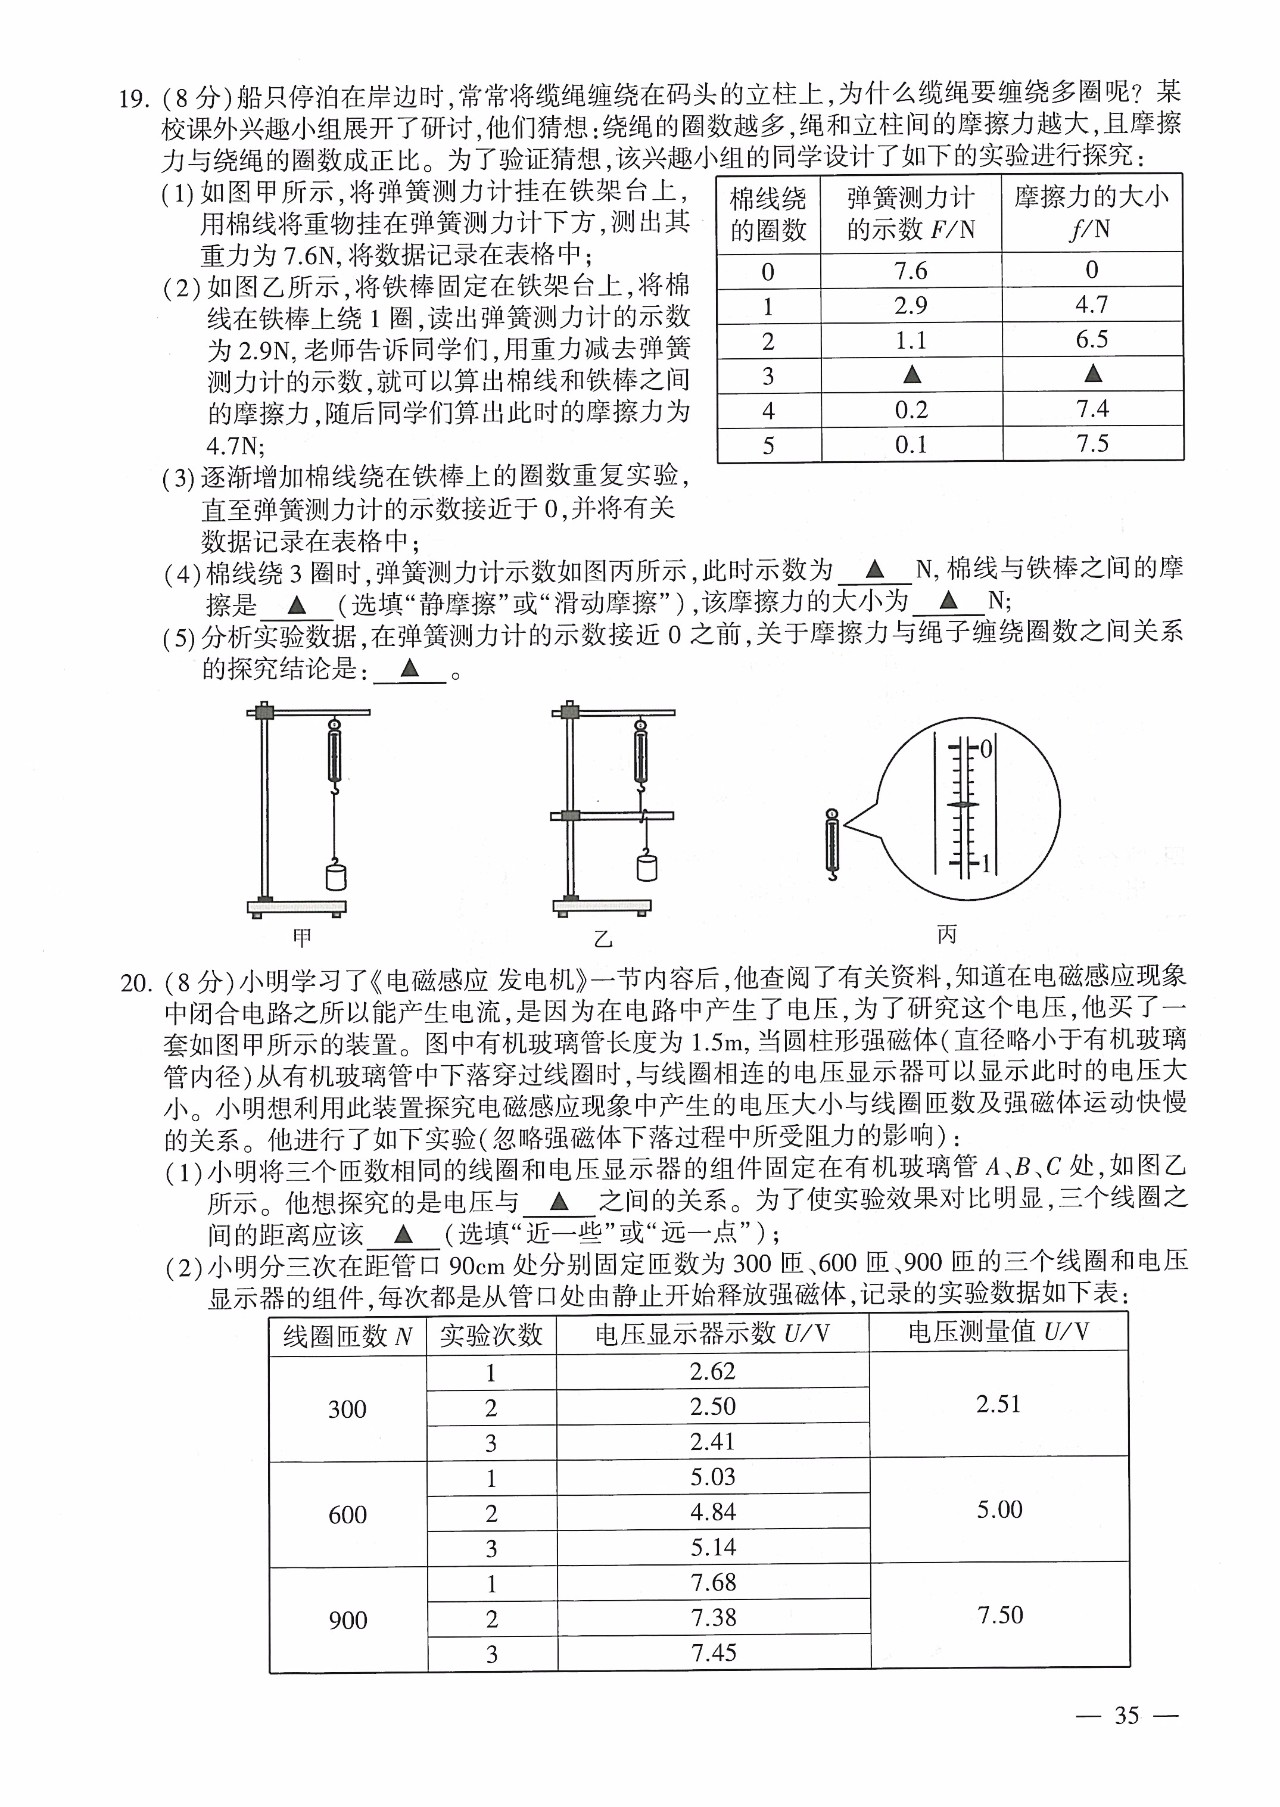 19. (8分)船只停泊在岸边时,常常将缆绳缠绕在码头的立柱上,为什么缆绳要缠绕多圈呢？某
校课外兴趣小组展开了研讨,他们猜想:绕绳的圈数越多,绳和立柱间的摩擦力越大,且摩擦
力与绕绳的圈数成正比。为了验证猜想,该兴趣小组的同学设计了如下的实验进行探究:
(1)如图甲所示,将弹簧测力计挂在铁架台上,
用棉线将重物挂在弹簧测力计下方,测出其
重力为7.6N,将数据记录在表格中;
(2)如图乙所示,将铁棒固定在铁架台上,将棉
线在铁棒上绕1圈,读出弹簧测力计的示数
为2.9N,老师告诉同学们,用重力减去弹簧
测力计的示数,就可以算出棉线和铁棒之间
的摩擦力,随后同学们算出此时的摩擦力为
4.7N;
(3)逐渐增加棉线绕在铁棒上的圈数重复实验,
直至弹簧测力计的示数接近于0,并将有关
数据记录在表格中;
棉线绕的圈数 弹簧测力计的示数F/N 摩擦力的大小f/N
0 7.6 0
1 2.9 4.7
2 1.1 6.5
3 ▲ ▲
4 0.2 7.4
5 0.1 7.5
(4)棉线绕3圈时,弹簧测力计示数如图丙所示,此时示数为 ▲ N,棉线与铁棒之间的摩
擦是 ▲ (选填“静摩擦”或“滑动摩擦”),该摩擦力的大小为 ▲ N;
(5)分析实验数据,在弹簧测力计的示数接近0之前,关于摩擦力与绳子缠绕圈数之间关系
的探究结论是: ▲ 。
0
1
甲 乙 丙
20. (8分)小明学习了《电磁感应 发电机》一节内容后,他查阅了有关资料,知道在电磁感应现象
中闭合电路之所以能产生电流,是因为在电路中产生了电压,为了研究这个电压,他买了一
套如图甲所示的装置。图中有机玻璃管长度为1.5m,当圆柱形强磁体(直径略小于有机玻璃
管内径)从有机玻璃管中下落穿过线圈时,与线圈相连的电压显示器可以显示此时的电压大
小。小明想利用此装置探究电磁感应现象中产生的电压大小与线圈匝数及强磁体运动快慢
的关系。他进行了如下实验(忽略强磁体下落过程中所受阻力的影响):
(1)小明将三个匝数相同的线圈和电压显示器的组件固定在有机玻璃管A、B、C处,如图乙
所示。他想探究的是电压与 ▲ 之间的关系。为了使实验效果对比明显,三个线圈之
间的距离应该 ▲ (选填“近一些”或“远一点”);
(2)小明分三次在距管口90cm处分别固定匝数为300匝、600匝、900匝的三个线圈和电压
显示器的组件,每次都是从管口处由静止开始释放强磁体,记录的实验数据如下表:
线圈匝数N 实验次数 电压显示器示数U/V 电压测量值U/V
300 1 2.62 2.51
2 2.50
3 2.41
600 1 5.03 5.00
2 4.84
3 5.14
900 1 7.68 7.50
2 7.38
3 7.45
— 35 —